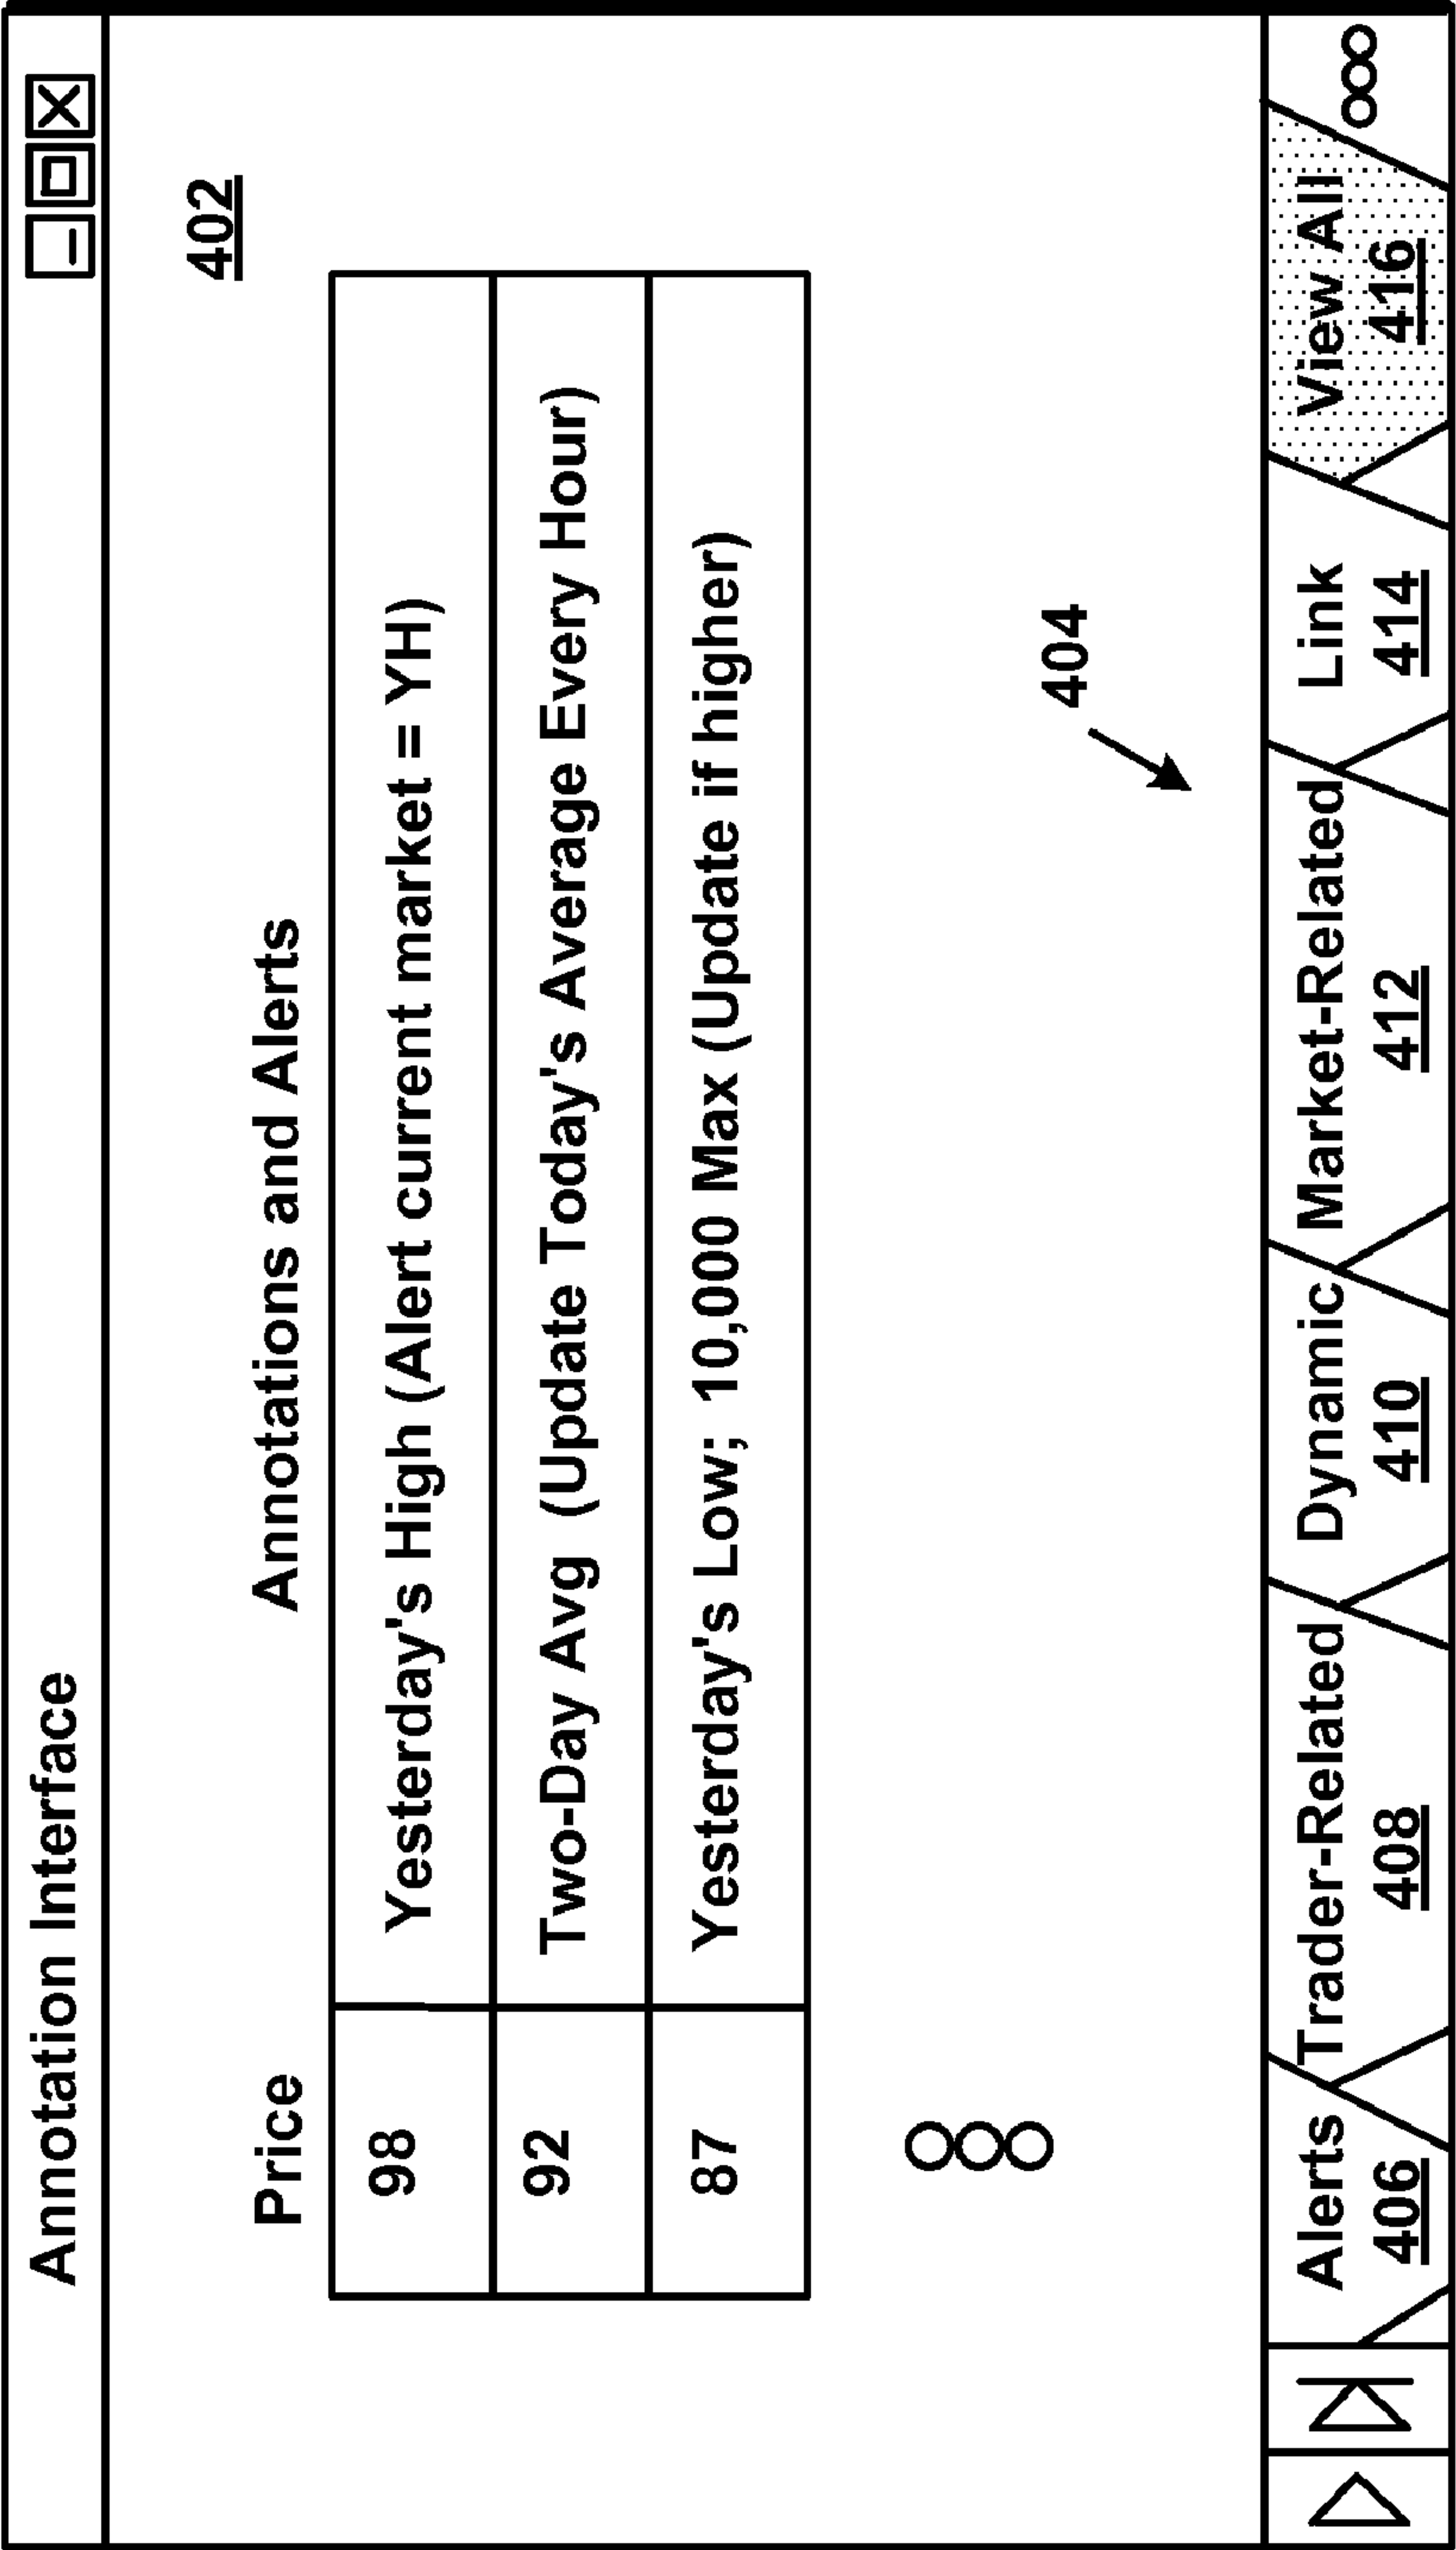 Annotation Interface
402
Price Annotations and Alerts
98 Yesterday's High (Alert current market = YH)
92 Two-Day Avg (Update Today's Average Every Hour)
87 Yesterday's Low; 10,000 Max (Update if higher)
404
Alerts Trader-Related Dynamic Market-Related Link View All
406 408 410 412 414 416